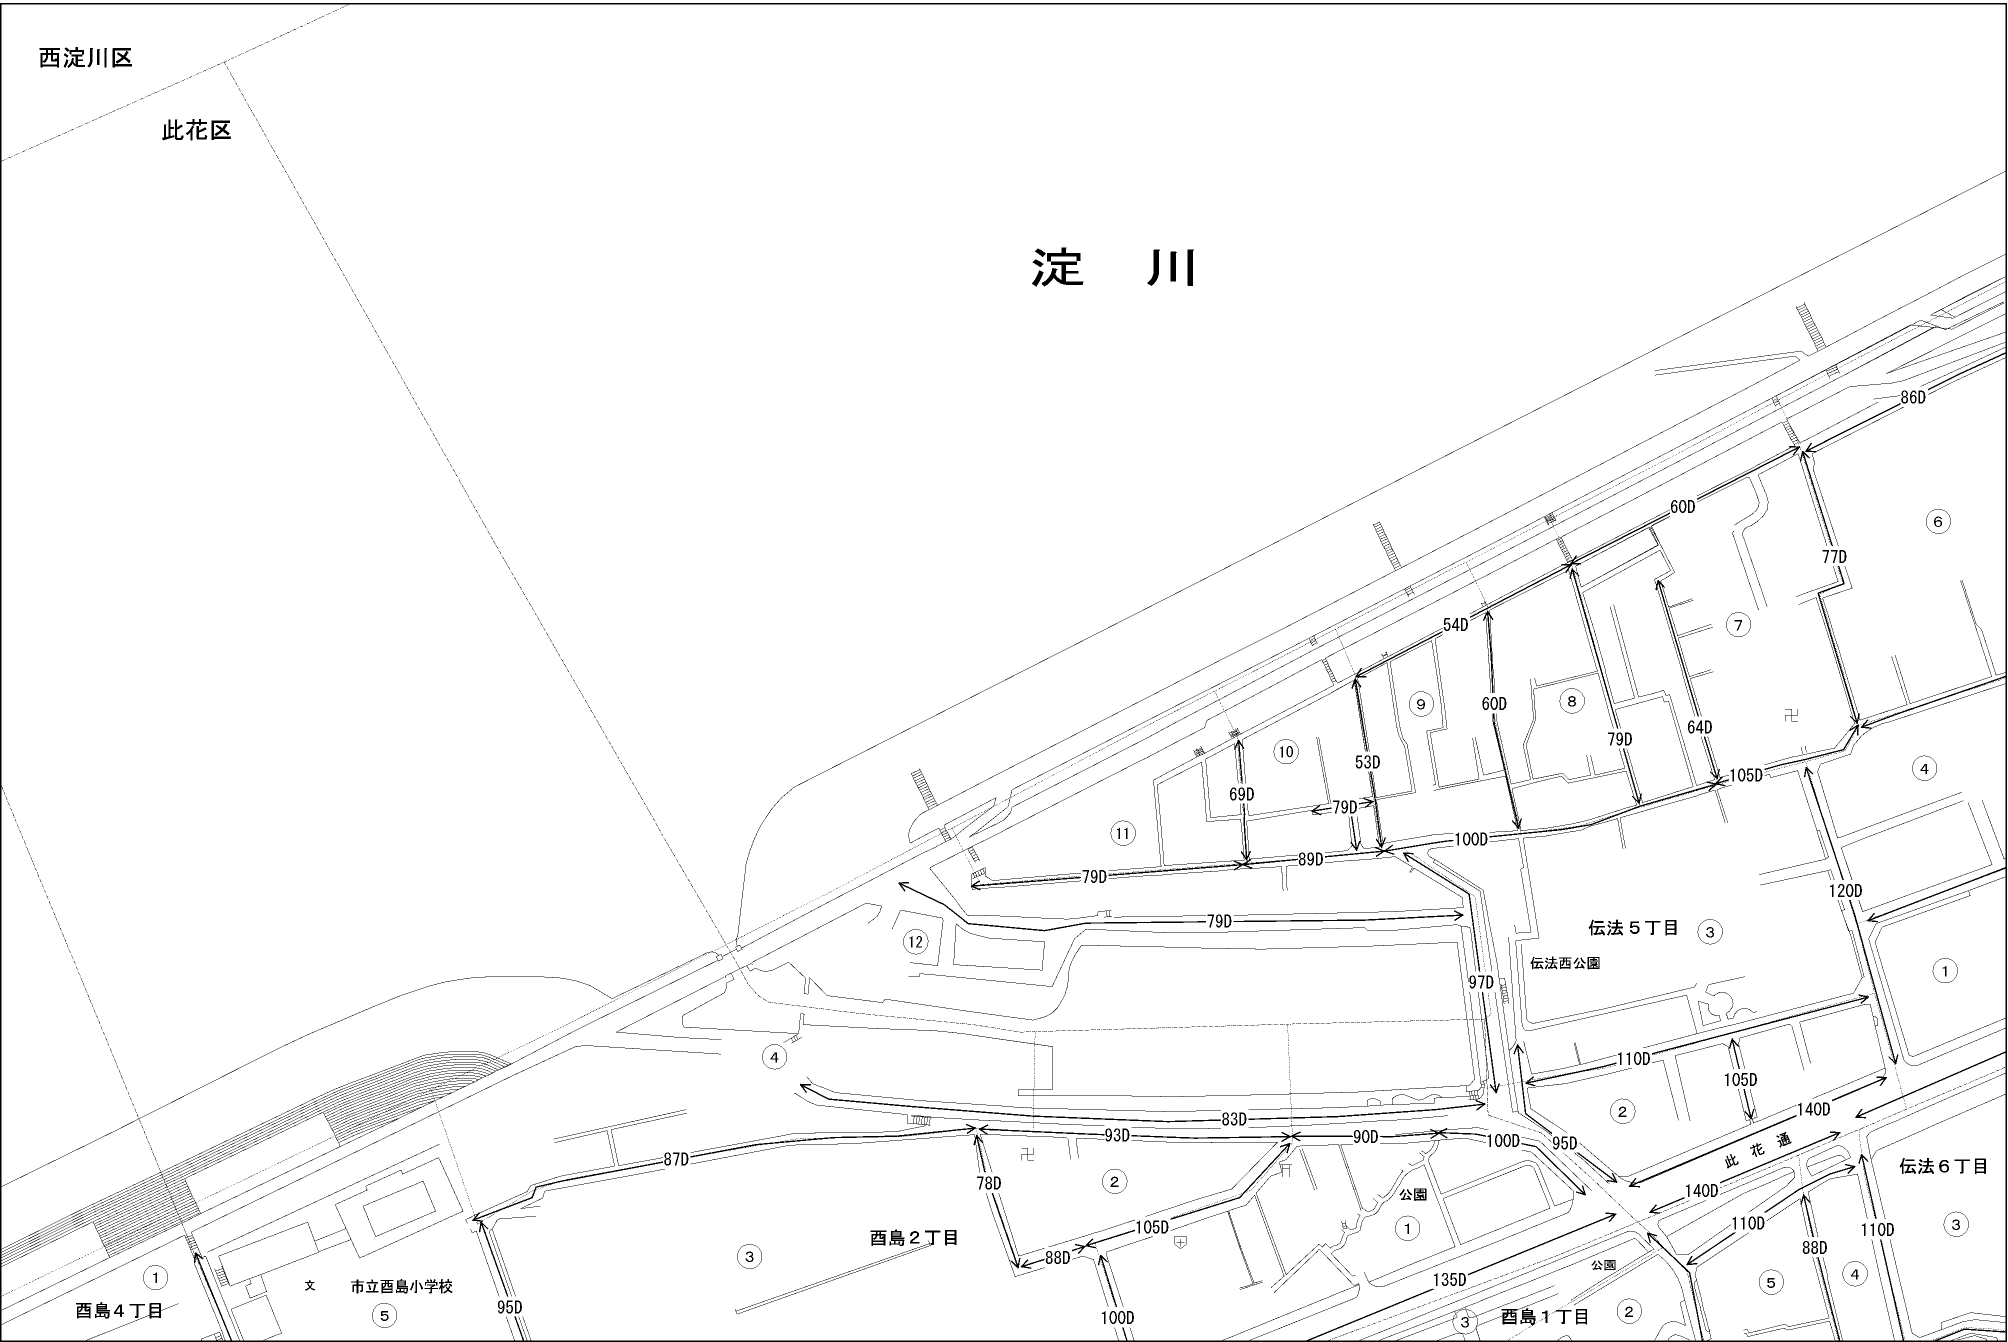 西淀川区
此花区
淀 川
86D
60D
⑥
77D
54D
⑦
⑨
60D
⑧
64D
79D
⑩
53D
105D
④
69D
79D
⑪
100D
89D
79D
120D
79D
伝法5丁目
③
⑫
伝法西公園
①
97D
④
110D
105D
②
140D
83D
93D
90D
100D
95D
此花通
87D
伝法6丁目
78D
②
公園
140D
105D
①
110D
110D
③
酉島2丁目
88D
88D
③
公園
④
①
文
市立酉島小学校
135D
⑤
酉島4丁目
⑤
95D
100D
③
酉島1丁目
②